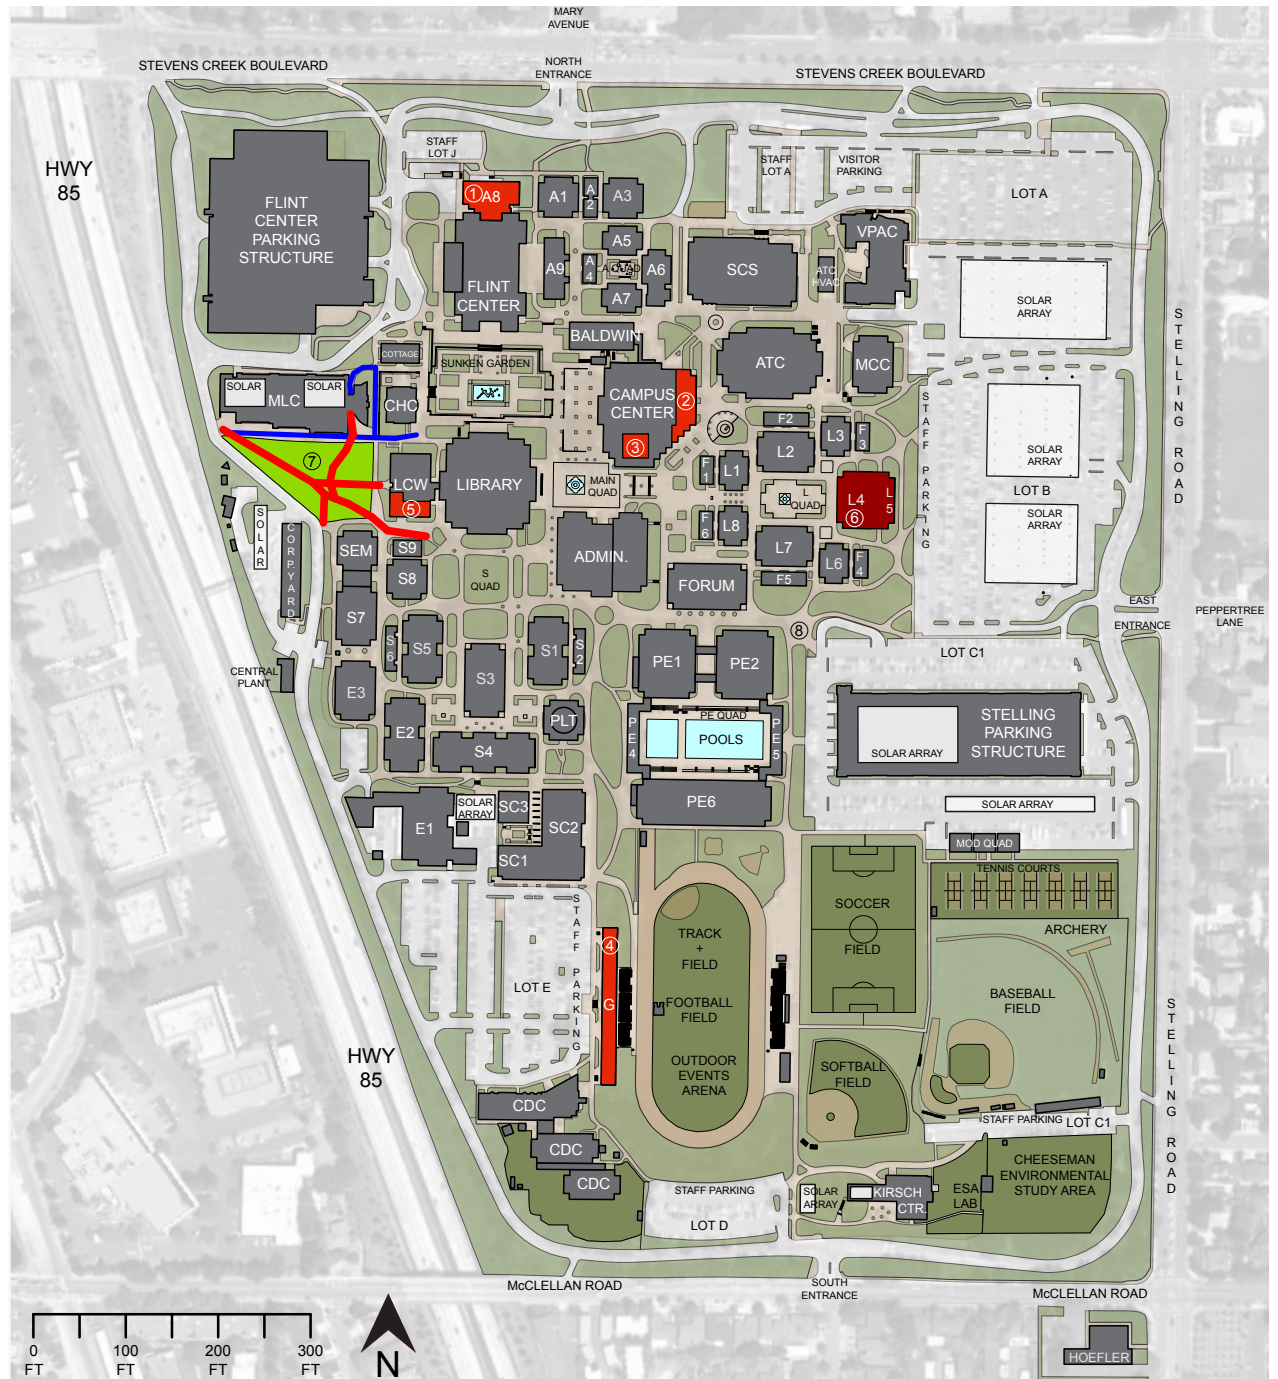 MARY
AVENUE
STEVENS CREEK BOULEVARD
NORTH
ENTRANCE
STEVENS CREEK BOULEVARD
HWY
85
STAFF
LOT J
STAFF
LOT A
VISITOR
PARKING
LOT A
FLINT
CENTER
PARKING
STRUCTURE
① A8
A1
A
2
A3
VPAC
A5
A9
A
4
A QUAD
A6
A7
SCS
ATC
HVAC
FLINT
CENTER
SOLAR
ARRAY
BALDWIN
COTTAGE
SUNKEN GARDEN
ATC
MCC
SOLAR
SOLAR
MLC
CHC
CAMPUS
CENTER
②
③
F2
L3
F
3
L2
STAFF PARKING
SOLAR
ARRAY
STELLING ROAD
⑦
LCW
⑤
LIBRARY
MAIN
QUAD
F
1
L1
L
QUAD
L4
⑥
L
5
LOT B
SOLAR
ARRAY
SOLAR
CORP. YARD
SEM
S9
S8
S
QUAD
ADMIN.
F
6
L8
L7
L6
F
4
F5
FORUM
EAST
ENTRANCE
PEPPERTREE
LANE
S7
S
6
S5
S3
S1
S
2
⑧
PE1
PE2
LOT C1
CENTRAL
PLANT
E3
E2
S4
PLT
PE4
PE QUAD
POOLS
PE5
STELLING
PARKING
STRUCTURE
SOLAR ARRAY
PE6
SOLAR ARRAY
E1
SOLAR
ARRAY
SC3
SC2
SC1
MOD QUAD
TENNIS COURTS
STAFF PARKING
④
G
TRACK
+
FIELD
FOOTBALL
FIELD
OUTDOOR
EVENTS
ARENA
SOCCER
FIELD
ARCHERY
BASEBALL
FIELD
LOT E
HWY
85
STELLING ROAD
SOFTBALL
FIELD
STAFF PARKING
LOT C1
CDC
CDC
CDC
STAFF PARKING
LOT D
SOLAR
ARRAY
KIRSCH
CTR.
ESA
LAB
CHEESEMAN
ENVIRONMENTAL
STUDY AREA
McCLELLAN ROAD
SOUTH
ENTRANCE
McCLELLAN ROAD
HOEFLER
0
FT
100
FT
200
FT
300
FT
N